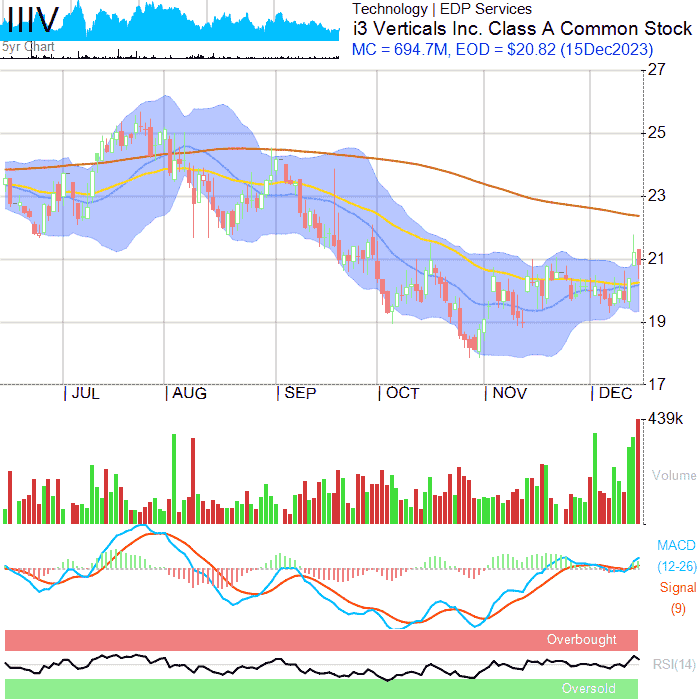 IIIV
Technology | EDP Services
i3 Verticals Inc. Class A Common Stock
5yr Chart
MC = 694.7M, EOD = $20.82 (15Dec2023)
27
25
23
21
19
17
JUL
AUG
SEP
OCT
NOV
DEC
439k
Volume
MACD
(12-26)
Signal
(9)
Overbought
RSI(14)
Oversold